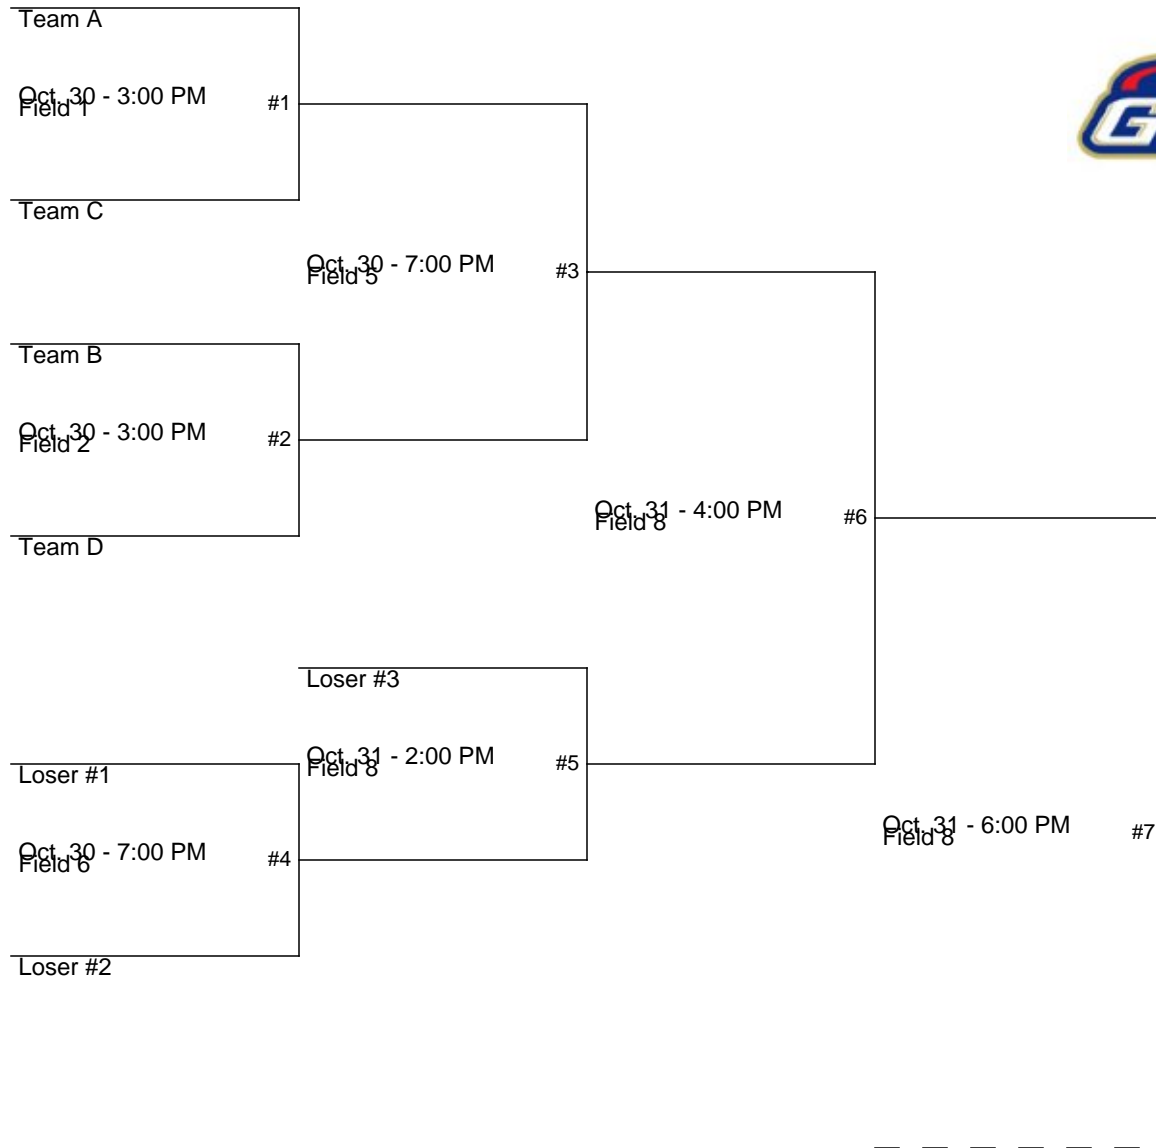 Team A
Oct. 30 - 3:00 PM
Field 1
#1
Team C
Oct. 30 - 7:00 PM
Field 5
#3
Team B
Oct. 30 - 3:00 PM
Field 2
#2
Team D
Oct. 31 - 4:00 PM
Field 8
#6
Loser #3
Oct. 31 - 2:00 PM
Field 8
#5
Loser #1
Oct. 30 - 7:00 PM
Field 6
#4
Loser #2
Oct. 31 - 6:00 PM
Field 8
#7